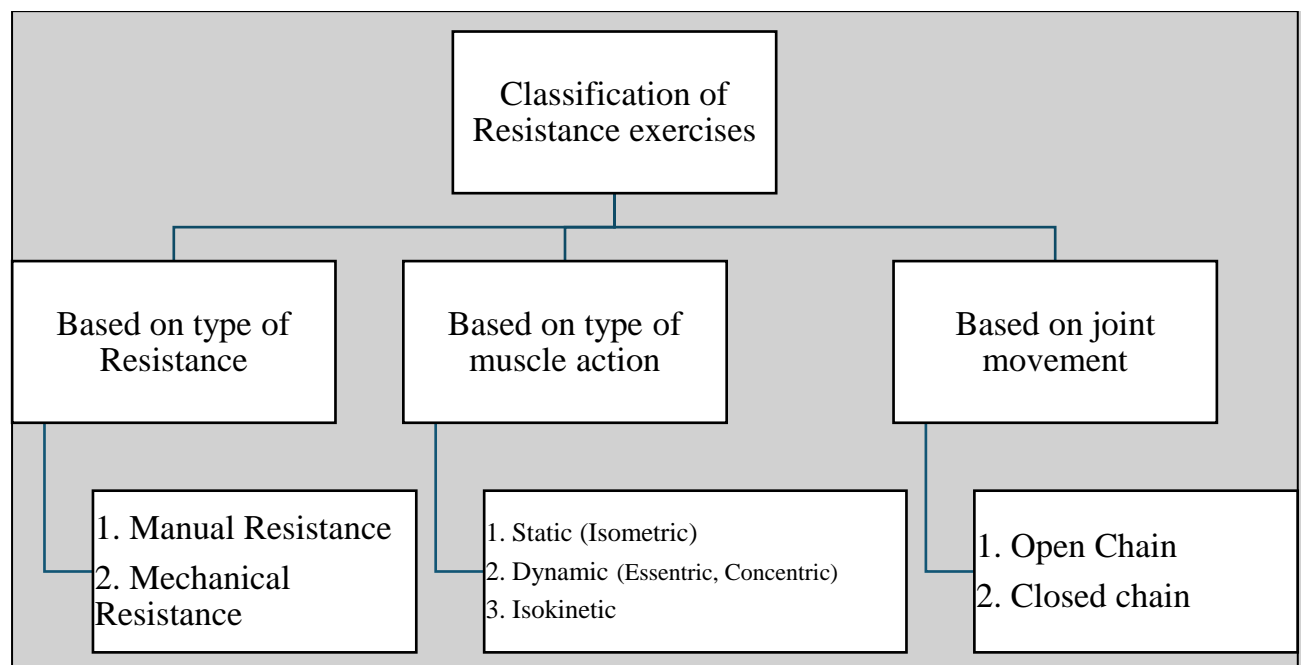 Classification of
Resistance exercises
Based on type of
Resistance
Based on type of
muscle action
Based on joint
movement
1. Manual Resistance
2. Mechanical
Resistance
1. Static (Isometric)
2. Dynamic (Essentric, Concentric)
3. Isokinetic
1. Open Chain
2. Closed chain